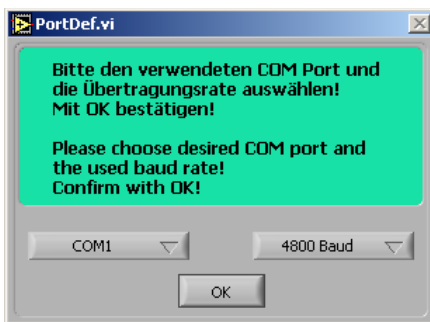 PortDef.vi
Bitte den verwendeten COM Port und
die Übertragungsrate auswählen!
Mit OK bestätigen!
Please choose desired COM port and
the used baud rate!
Confirm with OK!
COM1
4800 Baud
OK